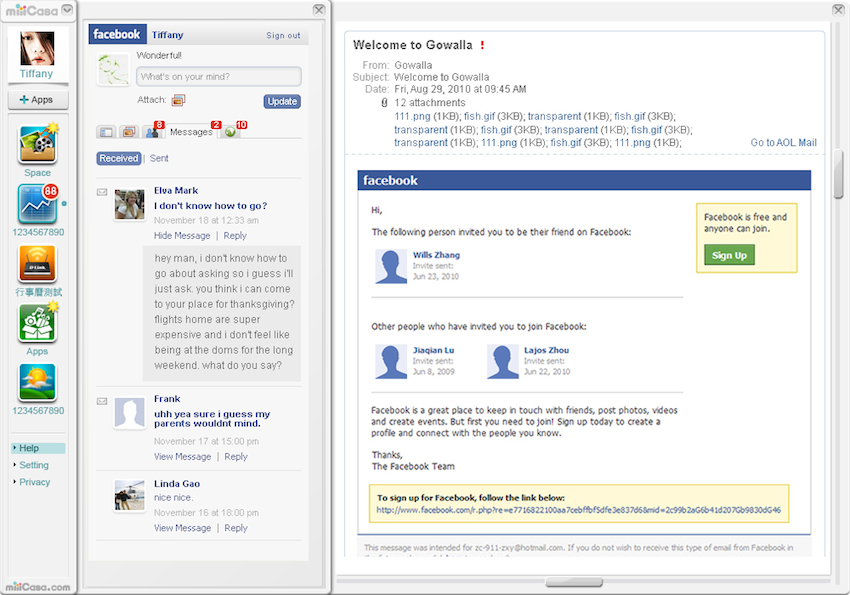 miiiCasa
Tiffany
+ Apps
Space
88
1234567890
D-Link
行事曆測試
Apps
1234567890
Help
Setting
Privacy
miiiCasa.com
facebook Tiffany Sign out
Wonderful!
What's on your mind?
Attach:
Update
8 Messages 2 10
Received | Sent
Elva Mark
I don't know how to go?
November 18 at 12:33 am
Hide Message | Reply
hey man, i don't know how to
go about asking so i guess i'll
just ask. you think i can come
to your place for thanksgiving?
flights home are super
expensive and i don't feel like
being at the doms for the long
weekend. what do you say?
Frank
uhh yea sure i guess my
parents wouldnt mind.
November 17 at 15:00 pm
View Message | Reply
Linda Gao
nice nice.
November 16 at 18:00 pm
View Message | Reply
Welcome to Gowalla !
From: Gowalla
Subject: Welcome to Gowalla
Date: Fri, Aug 29, 2010 at 09:45 AM
12 attachments
111.png (1KB); fish.gif (3KB); transparent (1KB); fish.gif (3KB);
transparent (1KB); fish.gif (3KB); transparent (1KB); fish.gif (3KB);
transparent (1KB); 111.png (1KB); fish.gif (3KB); 111.png (1KB);
Go to AOL Mail
facebook
Hi,
The following person invited you to be their friend on Facebook:
Wills Zhang
Invite sent:
Jun 23, 2010
Facebook is free and
anyone can join.
Sign Up
Other people who have invited you to join Facebook:
Jiaqian Lu
Invite sent:
Jun 8, 2009
Lajos Zhou
Invite sent:
Jun 22, 2010
Facebook is a great place to keep in touch with friends, post photos, videos
and create events. But first you need to join! Sign up today to create a
profile and connect with the people you know.
Thanks,
The Facebook Team
To sign up for Facebook, follow the link below:
http://www.facebook.com/r.php?re=e7716822100aa7cebffbf5dfe3e837d6&mid=2c99b2aG6b41d207Gb9830dG46
This message was intended for zc-911-zxy@hotmail.com. If you do not wish to receive this type of email from Facebook in